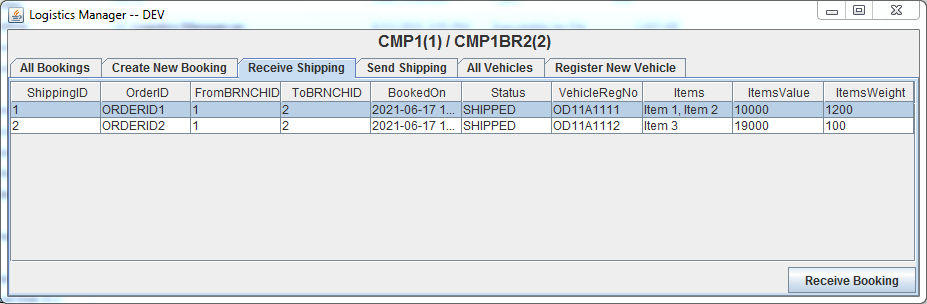 Logistics Manager -- DEV
CMP1(1) / CMP1BR2(2)
All Bookings Create New Booking Receive Shipping Send Shipping All Vehicles Register New Vehicle
ShippingID OrderID FromBRNCHID ToBRNCHID BookedOn Status VehicleRegNo Items ItemsValue ItemsWeight
1 ORDERID1 1 2 2021-06-17 1... SHIPPED OD11A1111 Item 1, Item 2 10000 1200
2 ORDERID2 1 2 2021-06-17 1... SHIPPED OD11A1112 Item 3 19000 100
Receive Booking